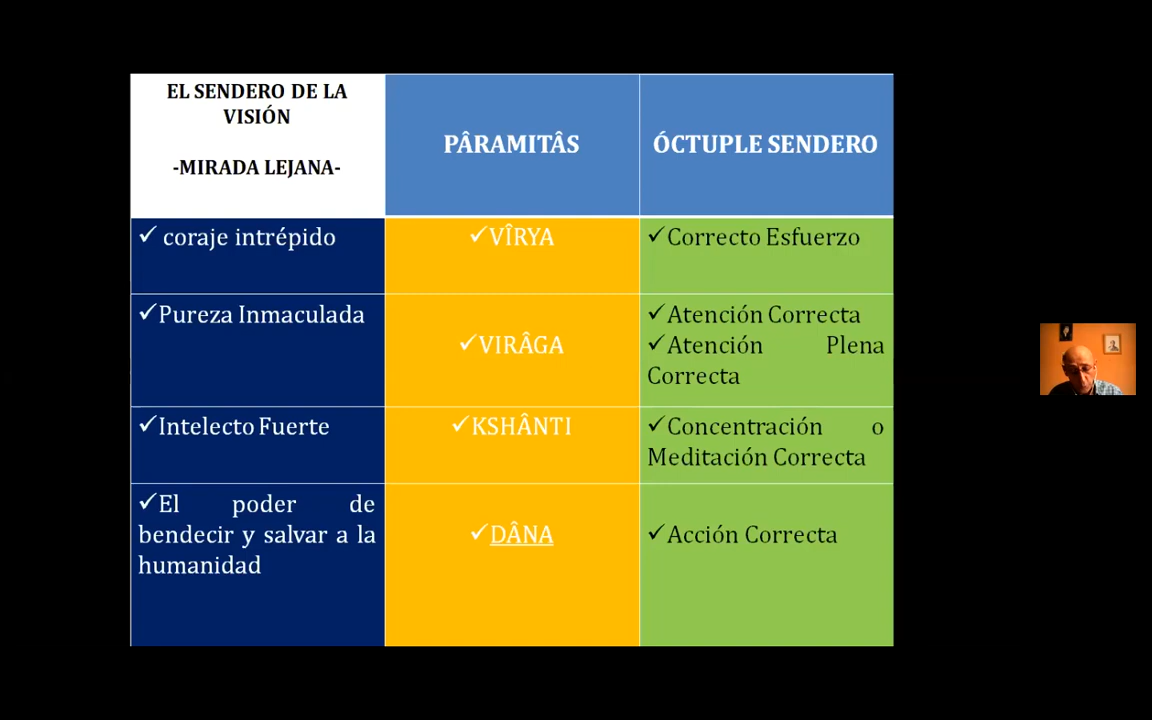 EL SENDERO DE LA
VISIÓN
-MIRADA LEJANA-
PÂRAMITÂS
ÓCTUPLE SENDERO
✓ coraje intrépido
✓VÎRYA
✓Correcto Esfuerzo
✓Pureza Inmaculada
✓VIRÂGA
✓Atención Correcta
✓Atención Plena
Correcta
✓Intelecto Fuerte
✓KSHÂNTI
✓Concentración o
Meditación Correcta
✓El poder de
bendecir y salvar a la
humanidad
✓DÂNA
✓Acción Correcta